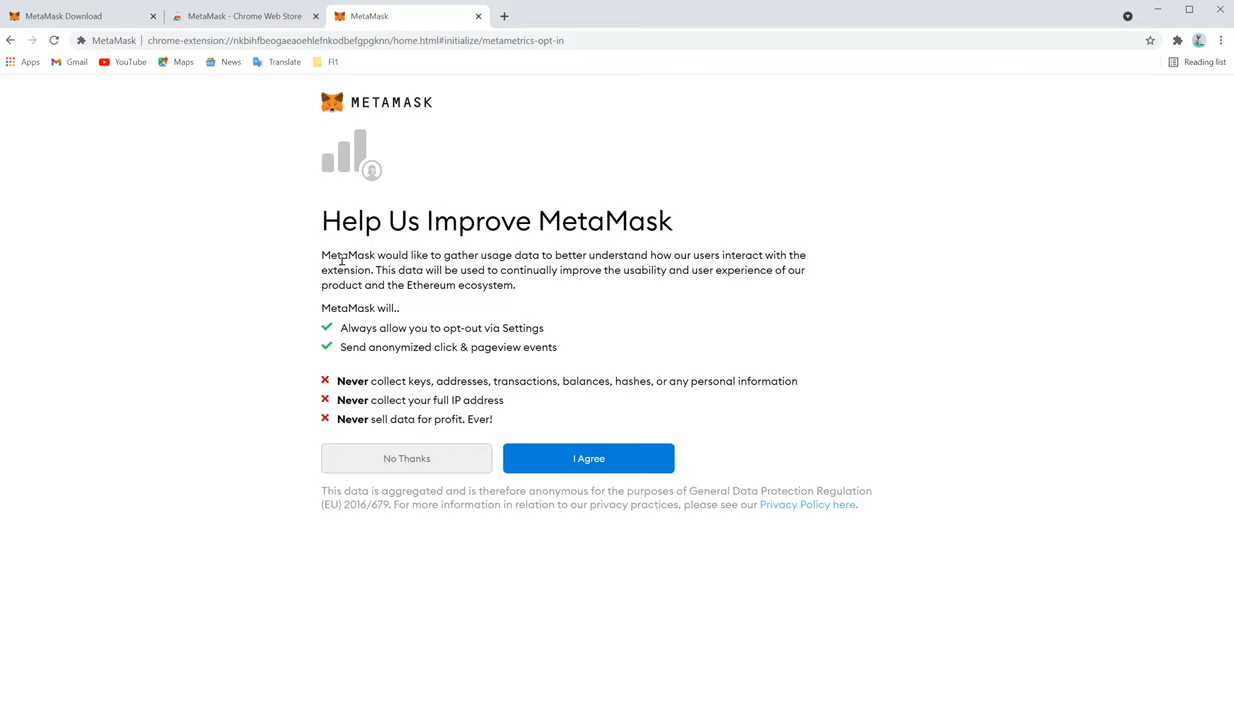 MetaMask Download
MetaMask - Chrome Web Store
MetaMask
MetaMask | chrome-extension://nkbihfbeogaeaoehlefnkodbefgpgknn/home.html#initialize/metametrics-opt-in
Apps Gmail YouTube Maps News Translate FI1 Reading list
METAMASK
Help Us Improve MetaMask
MetaMask would like to gather usage data to better understand how our users interact with the
extension. This data will be used to continually improve the usability and user experience of our
product and the Ethereum ecosystem.
MetaMask will..
Always allow you to opt-out via Settings
Send anonymized click & pageview events
Never collect keys, addresses, transactions, balances, hashes, or any personal information
Never collect your full IP address
Never sell data for profit. Ever!
No Thanks
I Agree
This data is aggregated and is therefore anonymous for the purposes of General Data Protection Regulation
(EU) 2016/679. For more information in relation to our privacy practices, please see our Privacy Policy here.